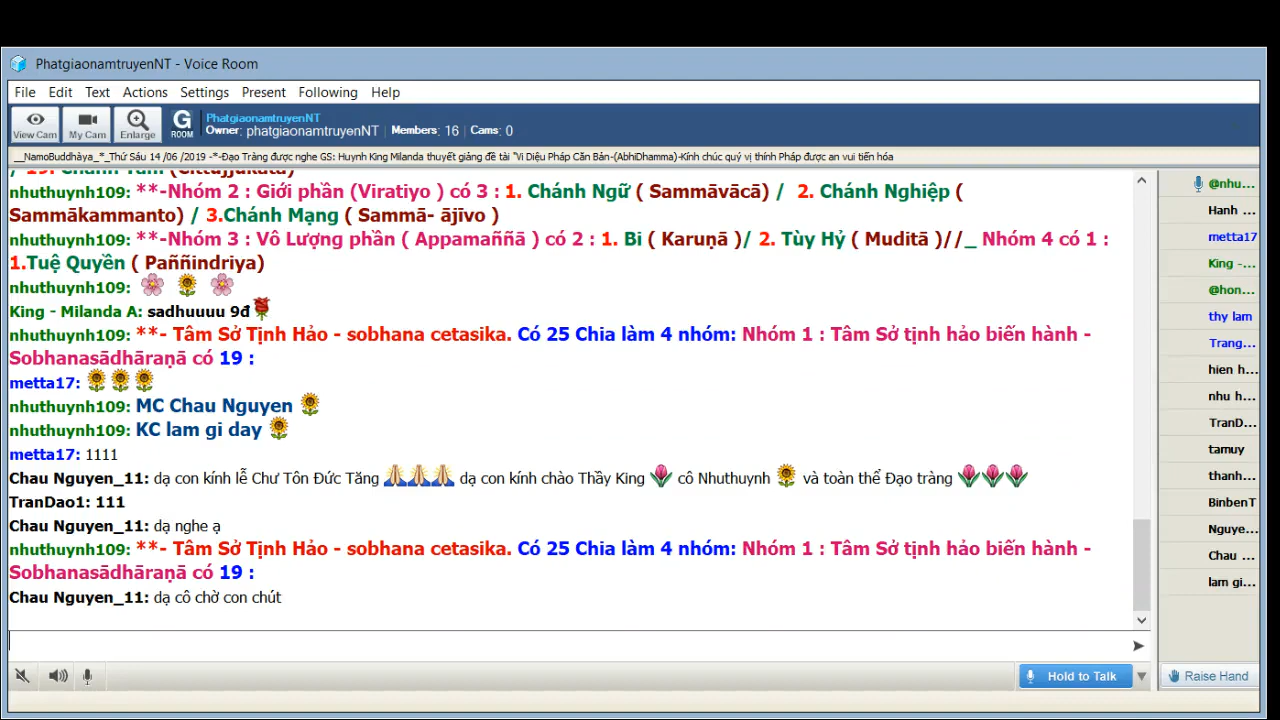 PhatgiaonamtruyenNT - Voice Room
File Edit Text Actions Settings Present Following Help
View Cam My Cam Enlarge G ROOM PhatgiaonamtruyenNT
Owner: phatgiaonamtruyenNT Members: 16 Cams: 0
__NamoBuddhàya_*_Thứ Sáu 14 /06 /2019 -*-Đạo Tràng được nghe GS: Huynh King Milanda thuyết giảng đề tài "Vi Diệu Pháp Căn Bản-(AbhiDhamma)-Kính chúc quý vị thính Pháp được an vui tiến hóa
/ 19. Chánh Tâm (Cittujjukatā)
nhuthuynh109: **-Nhóm 2 : Giới phần (Viratiyo ) có 3 : 1. Chánh Ngữ ( Sammāvācā) / 2. Chánh Nghiệp (
Sammākammanto) / 3.Chánh Mạng ( Sammā- ājivo )
nhuthuynh109: **-Nhóm 3 : Vô Lượng phần ( Appamaññā ) có 2 : 1. Bi ( Karuṇā )/ 2. Tùy Hỷ ( Muditā )//_ Nhóm 4 có 1 :
1.Tuệ Quyền ( Paññindriya)
nhuthuynh109: 🌸 🌻 🌸
King - Milanda A: sadhuuuu 9đ🌹
nhuthuynh109: **- Tâm Sở Tịnh Hảo - sobhana cetasika. Có 25 Chia làm 4 nhóm: Nhóm 1 : Tâm Sở tịnh hảo biến hành -
Sobhanasādhāraṇā có 19 :
metta17: 🌻🌻🌻
nhuthuynh109: MC Chau Nguyen 🌻
nhuthuynh109: KC lam gi day 🌻
metta17: 1111
Chau Nguyen_11: dạ con kính lễ Chư Tôn Đức Tăng 🙏🙏🙏 dạ con kính chào Thầy King 🌷 cô Nhuthuynh 🌻 và toàn thể Đạo tràng 🌷🌷🌷
TranDao1: 111
Chau Nguyen_11: dạ nghe ạ
nhuthuynh109: **- Tâm Sở Tịnh Hảo - sobhana cetasika. Có 25 Chia làm 4 nhóm: Nhóm 1 : Tâm Sở tịnh hảo biến hành -
Sobhanasādhāraṇā có 19 :
Chau Nguyen_11: dạ cô chờ con chút
@nhu...
Hanh ...
metta17
King -...
@hon...
thy lam
Trang...
hien h...
nhu h...
TranD...
tamuy
thanh...
BinbenT
Nguye...
Chau ...
lam gi...
Hold to Talk
Raise Hand